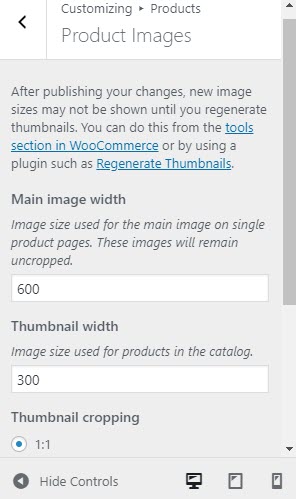 Customizing ▸ Products
Product Images
After publishing your changes, new image
sizes may not be shown until you regenerate
thumbnails. You can do this from the tools
section in WooCommerce or by using a
plugin such as Regenerate Thumbnails.
Main image width
Image size used for the main image on single
product pages. These images will remain
uncropped.
600
Thumbnail width
Image size used for products in the catalog.
300
Thumbnail cropping
1:1
Hide Controls